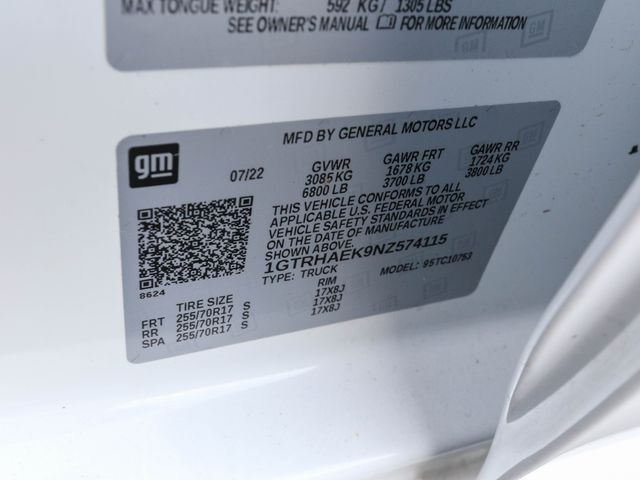 MAX TONGUE WEIGHT: 592 KG/ 1305 LBS
SEE OWNER'S MANUAL FOR MORE INFORMATION
GM
gm
MFD BY GENERAL MOTORS LLC
07/22 GVWR GAWR FRT GAWR RR
3085 KG 1678 KG 1724 KG
6800 LB 3700 LB 3800 LB
THIS VEHICLE CONFORMS TO ALL
APPLICABLE U.S. FEDERAL MOTOR
VEHICLE SAFETY STANDARDS IN EFFECT
ON THE DATE OF MANUFACTURE
SHOWN ABOVE.
1GTRHAEK9NZ574115
TYPE: TRUCK MODEL: 95TC10753
8624
TIRE SIZE RIM
FRT 255/70R17 S 17X8J
RR 255/70R17 S 17X8J
SPA 255/70R17 S 17X8J